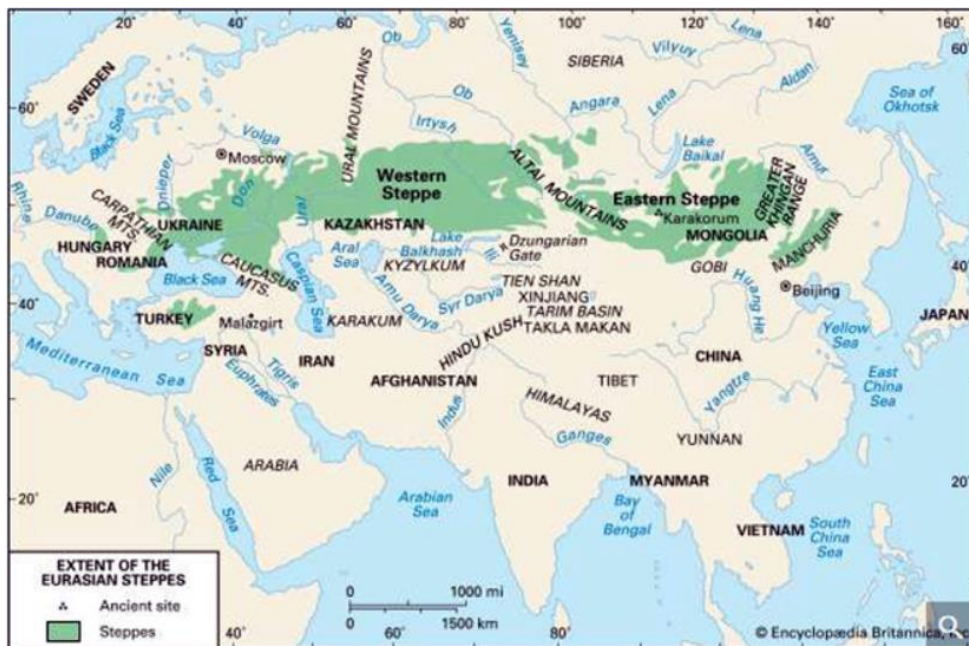 60° 80° 100° 120° 140° 160°
Ob
Yenisey
Lena
Vilyuy
SIBERIA
60°
Aldan
SWEDEN
Ob
Angara
Lena
Sea of
Okhotsk
60°
Black Sea
Volga
URAL MOUNTAINS
Irtysh
Moscow
Dnieper
Don
Lake
Baikal
Amur
Western
Steppe
ALTAI MOUNTAINS
Eastern Steppe
GREATER
KHINGAN
RANGE
Rhine
Danube
CARPATHIAN
MTS.
UKRAINE
Ural
KAZAKHSTAN
Karakorum
MONGOLIA
MANCHURIA
HUNGARY
ROMANIA
Aral
Sea
Lake
Balkhash
Ili
Dzungarian
Gate
KYZYLKUM
GOBI
Black Sea
CAUCASUS
MTS.
Caspian Sea
Amu Darya
Syr Darya
TIEN SHAN
Huang He
Beijing
40°
XINJIANG
TARIM BASIN
TAKLA MAKAN
40°
TURKEY
Malazgirt
KARAKUM
JAPAN
Mediterranean Sea
SYRIA
Tigris
Euphrates
IRAN
HINDU KUSH
AFGHANISTAN
TIBET
CHINA
Yellow
Sea
East
China
Sea
Indus
HIMALAYAS
Yangtre
Ganges
YUNNAN
Nile
Red
Sea
ARABIA
20°
AFRICA
Arabian
Sea
INDIA
MYANMAR
20°
Bay
of
Bengal
VIETNAM
South
China
Sea
EXTENT OF THE
EURASIAN STEPPES
Ancient site
Steppes
0 1000 mi
0 1500 km
40° 60° 80°
© Encyclopædia Britannica,